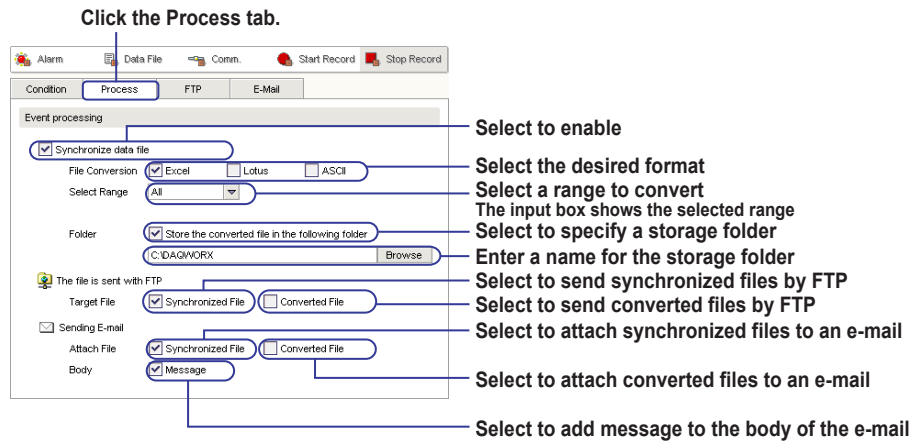 Click the Process tab.
Alarm Data File Comm. Start Record Stop Record
Condition Process FTP E-Mail
Event processing
Synchronize data file
Select to enable
File Conversion Excel Lotus ASCII
Select the desired format
Select Range All
Select a range to convert
The input box shows the selected range
Folder Store the converted file in the following folder
Select to specify a storage folder
C:\DAQWORX Browse
Enter a name for the storage folder
The file is sent with FTP
Select to send synchronized files by FTP
Target File Synchronized File Converted File
Select to send converted files by FTP
Sending E-mail
Select to attach synchronized files to an e-mail
Attach File Synchronized File Converted File
Select to attach converted files to an e-mail
Body Message
Select to add message to the body of the e-mail